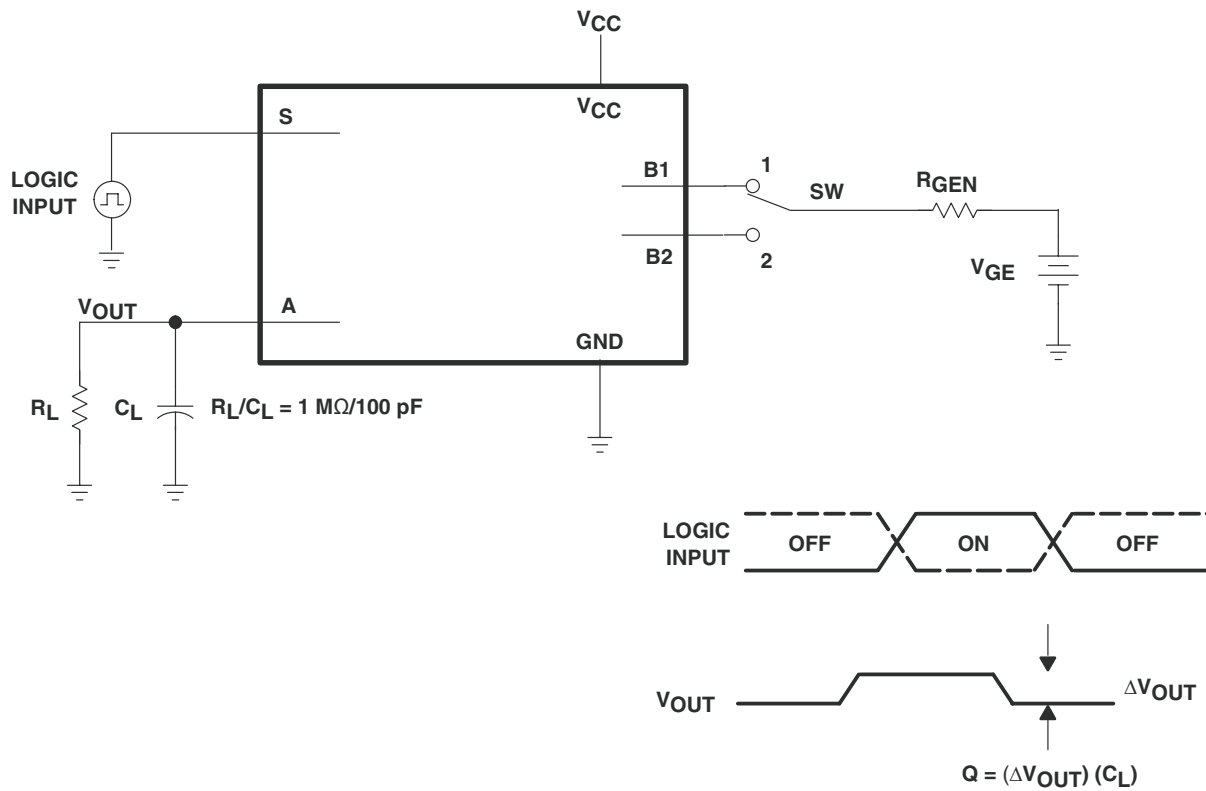 VCC
VCC
S
LOGIC
INPUT
B1
1
SW
RGEN
B2
2
VGE
VOUT
A
GND
RL
CL
RL/CL = 1 MΩ/100 pF
LOGIC
INPUT
OFF
ON
OFF
VOUT
ΔVOUT
Q = (ΔVOUT) (CL)